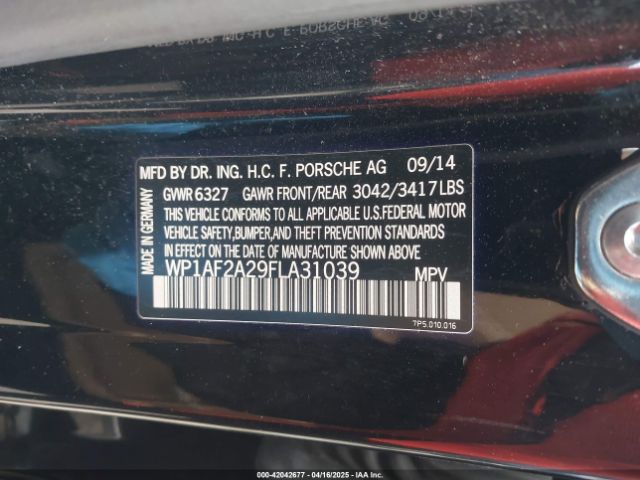 MFD BY DR. ING. H.C. F. PORSCHE AG 09/14
GVWR 6327 GAWR FRONT/REAR 3042/3417LBS
THIS VEHICLE CONFORMS TO ALL APPLICABLE U.S.FEDERAL MOTOR
VEHICLE SAFETY,BUMPER,AND THEFT PREVENTION STANDARDS
IN EFFECT ON THE DATE OF MANUFACTURE SHOWN ABOVE.
WP1AF2A29FLA31039 MPV
7P5.010.016
MADE IN GERMANY
000-42042677 - 04/16/2025 - IAA Inc.